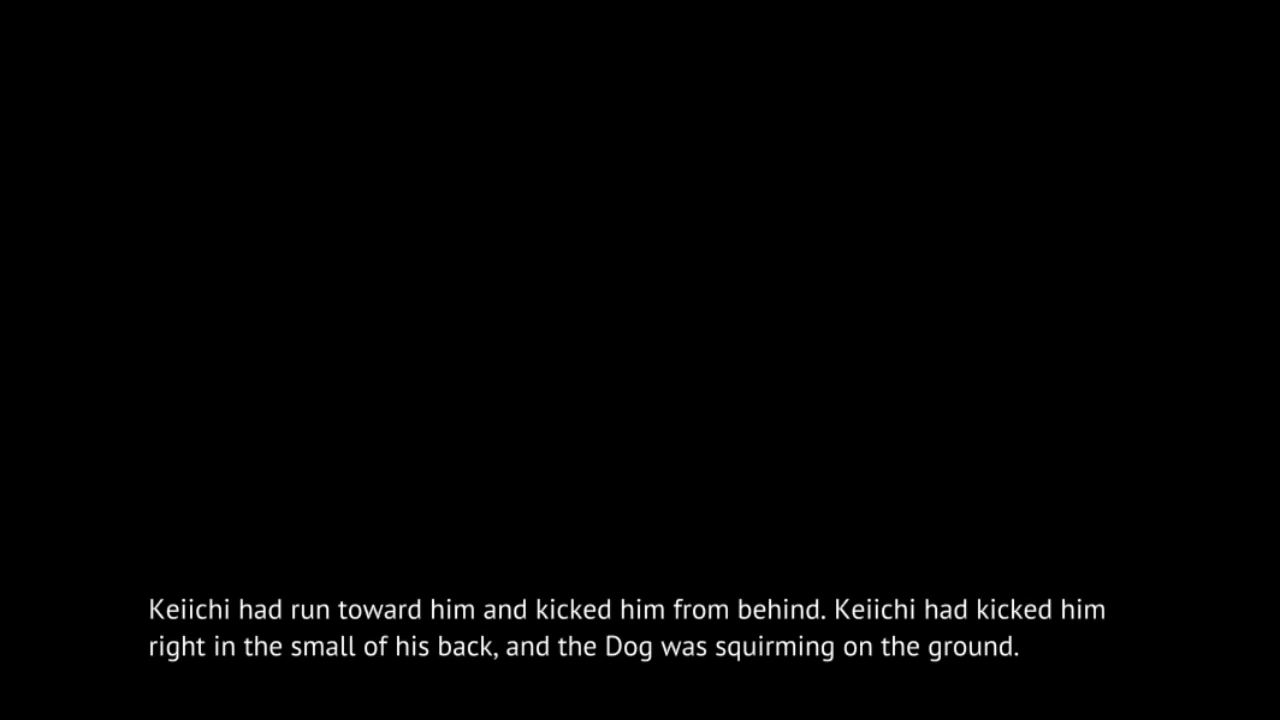 Keiichi had run toward him and kicked him from behind. Keiichi had kicked him
right in the small of his back, and the Dog was squirming on the ground.